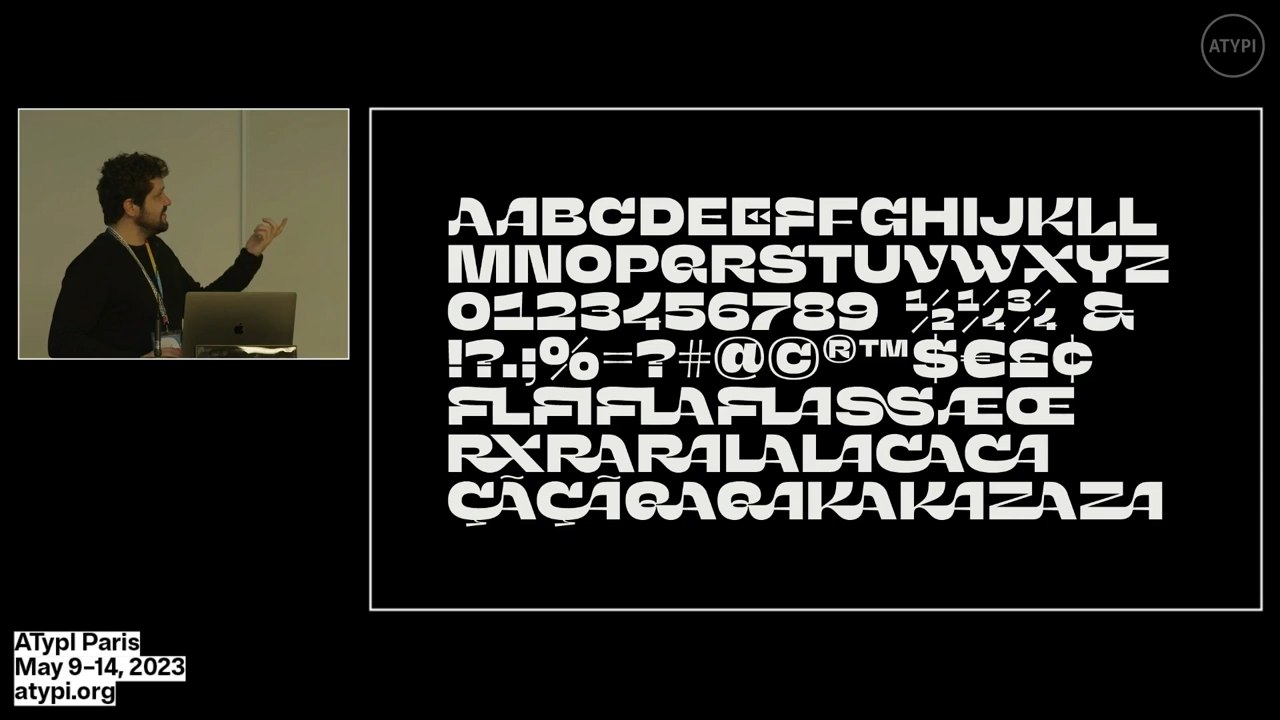 ATYPI
AABCDEEFFGHIJKLL
MNOPQRSTUVWXYZ
0123456789 ½¼¾ &
!?.;%=?#@©®™$€£¢
FLFIFLAFLASSÆŒ
RXRARALALACACA
ÇÃÇÃQAQAKAKAZAZA
ATypI Paris
May 9–14, 2023
atypi.org